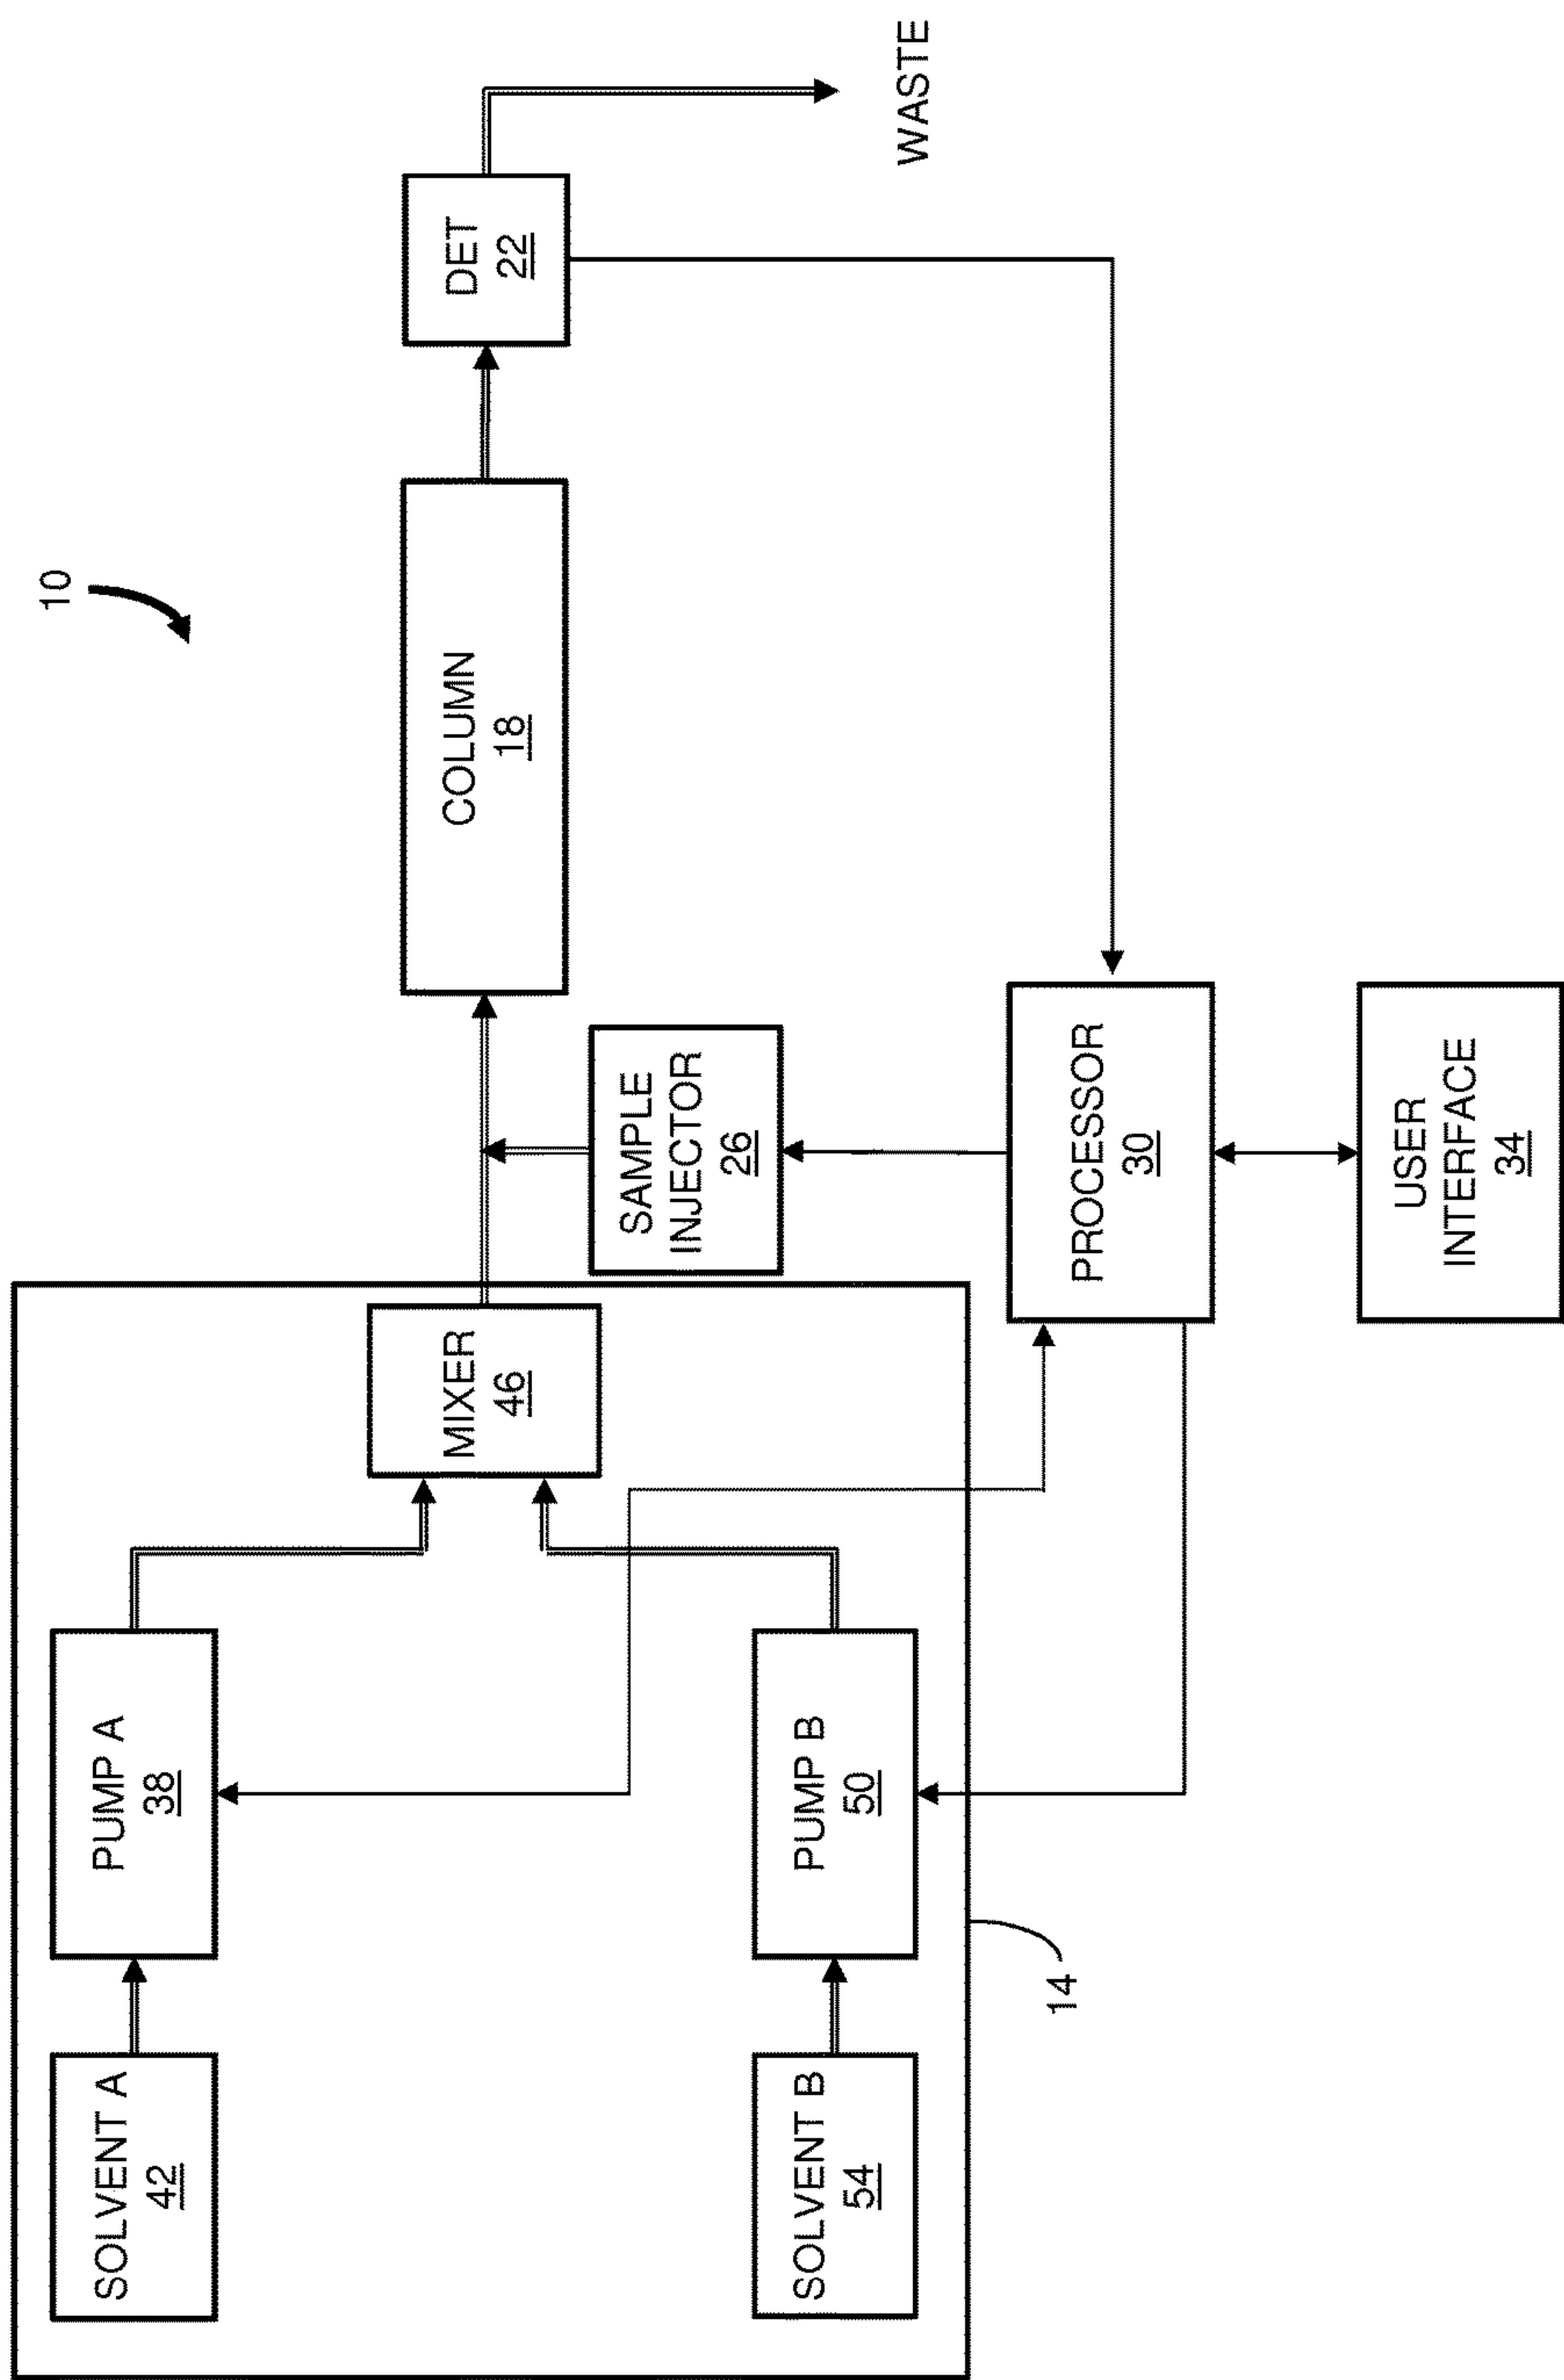 10
SOLVENT A
42
PUMP A
38
MIXER
46
COLUMN
18
DET
22
WASTE
SAMPLE
INJECTOR
26
SOLVENT B
54
PUMP B
50
14
PROCESSOR
30
USER
INTERFACE
34